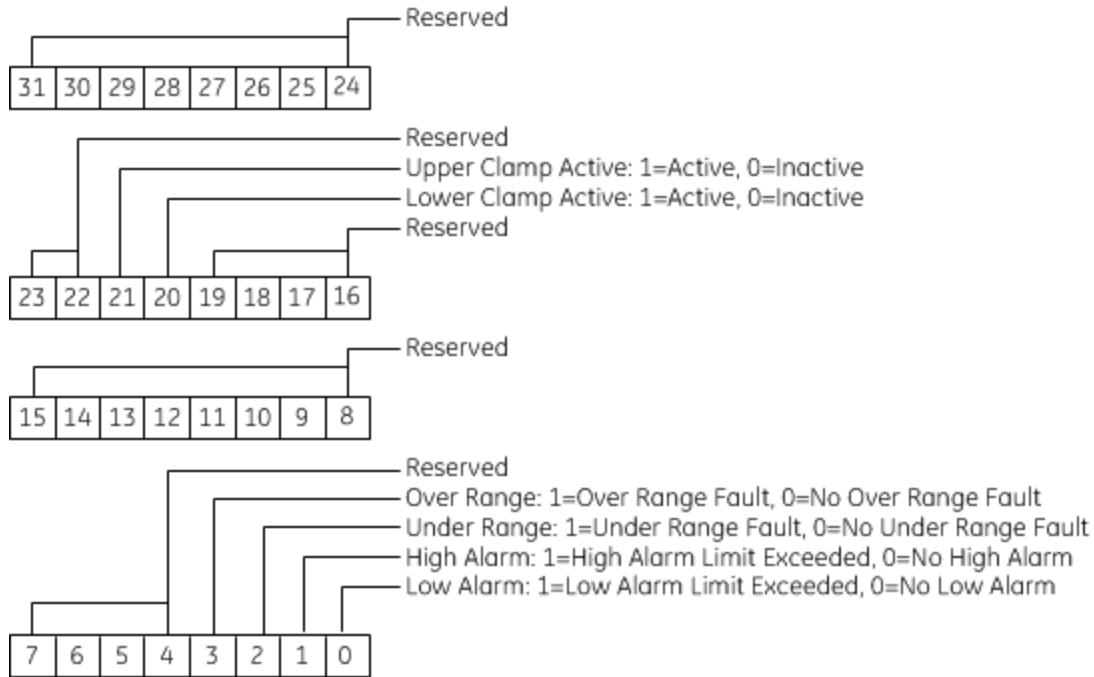 Reserved
31 30 29 28 27 26 25 24
Reserved
Upper Clamp Active: 1=Active, 0=Inactive
Lower Clamp Active: 1=Active, 0=Inactive
Reserved
23 22 21 20 19 18 17 16
Reserved
15 14 13 12 11 10 9 8
Reserved
Over Range: 1=Over Range Fault, 0=No Over Range Fault
Under Range: 1=Under Range Fault, 0=No Under Range Fault
High Alarm: 1=High Alarm Limit Exceeded, 0=No High Alarm
Low Alarm: 1=Low Alarm Limit Exceeded, 0=No Low Alarm
7 6 5 4 3 2 1 0